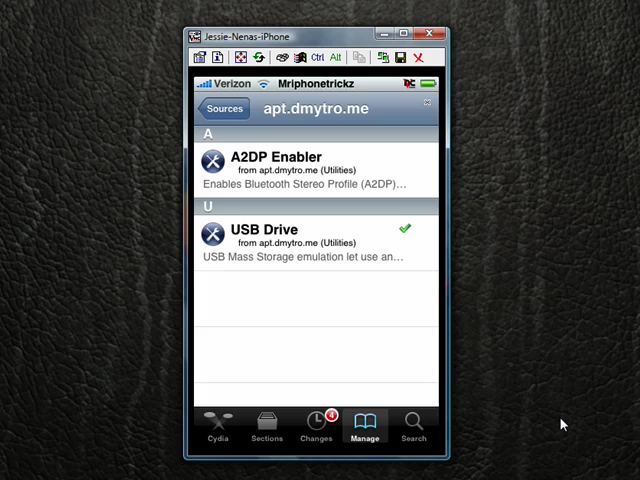 Jessie-Nenas-iPhone
Ctrl Alt
Verizon Mriphonetrickz
Sources apt.dmytro.me
A
A2DP Enabler
from apt.dmytro.me (Utilities)
Enables Bluetooth Stereo Profile (A2DP)...
U
USB Drive
from apt.dmytro.me (Utilities)
USB Mass Storage emulation let use an...
4
Cydia Sections Changes Manage Search